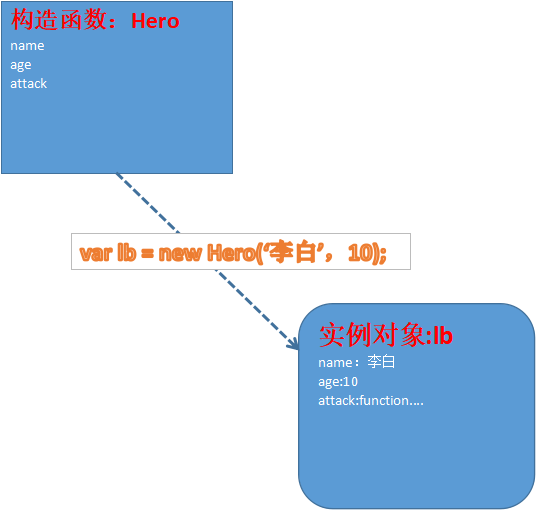 构造函数：Hero
name
age
attack
var lb = new Hero(‘李白’，10);
实例对象:lb
name：李白
age:10
attack:function....